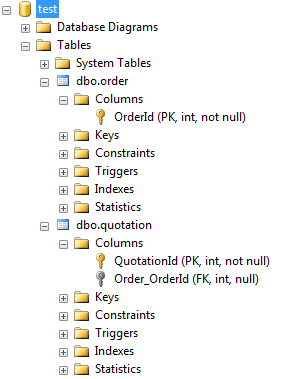 test
Database Diagrams
Tables
System Tables
dbo.order
Columns
OrderId (PK, int, not null)
Keys
Constraints
Triggers
Indexes
Statistics
dbo.quotation
Columns
QuotationId (PK, int, not null)
Order_OrderId (FK, int, null)
Keys
Constraints
Triggers
Indexes
Statistics